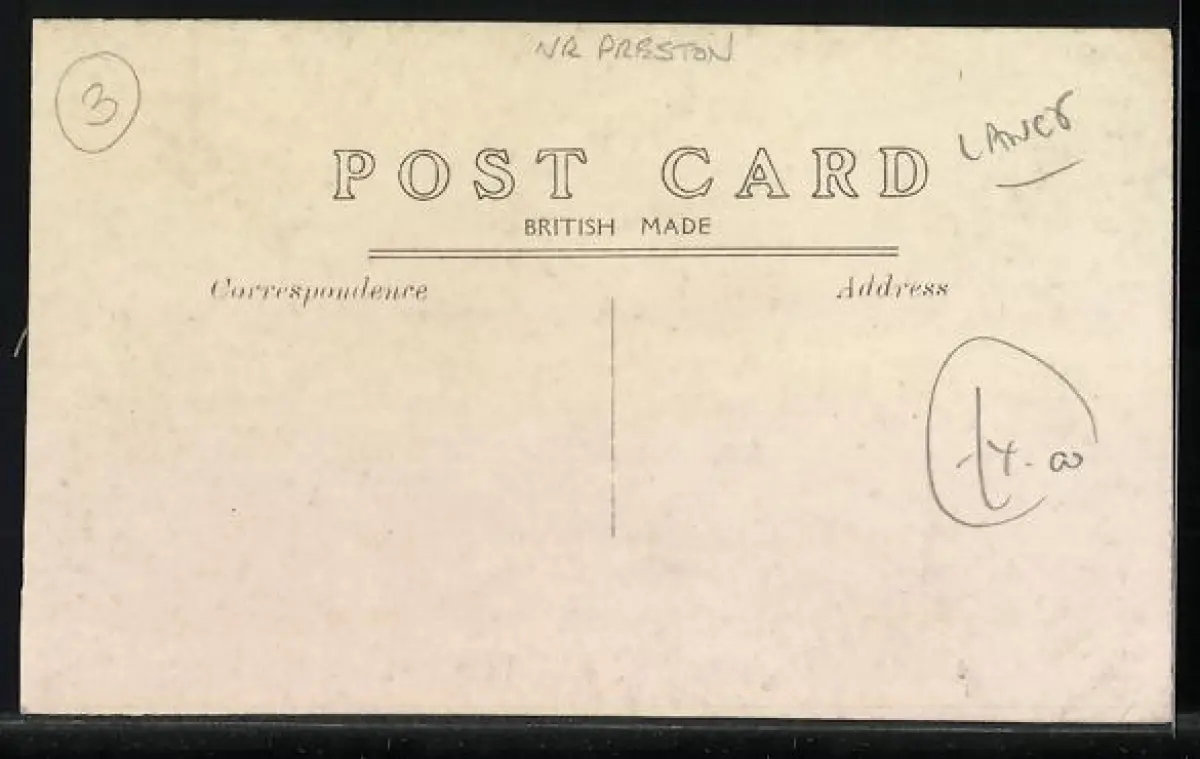 NR PRESTON
3
LANCS
POST CARD
BRITISH MADE
Correspondence
Address